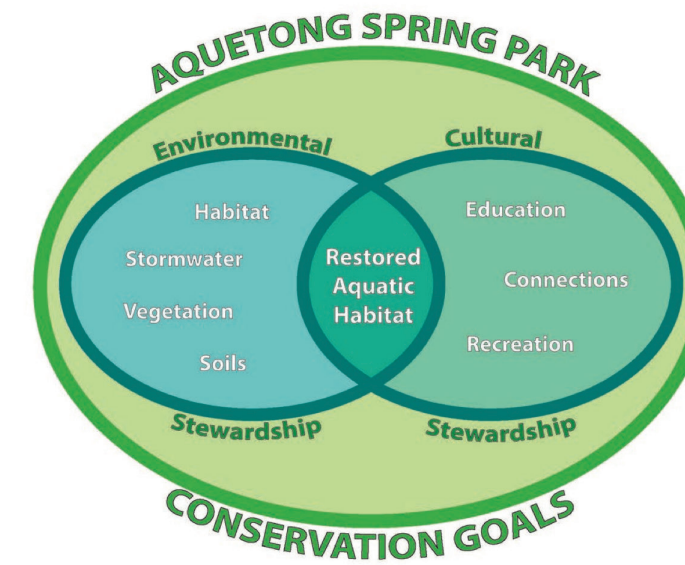 AQUETONG SPRING PARK
Environmental
Cultural
Habitat
Education
Stormwater
Restored
Aquatic
Habitat
Connections
Vegetation
Recreation
Soils
Stewardship
Stewardship
CONSERVATION GOALS